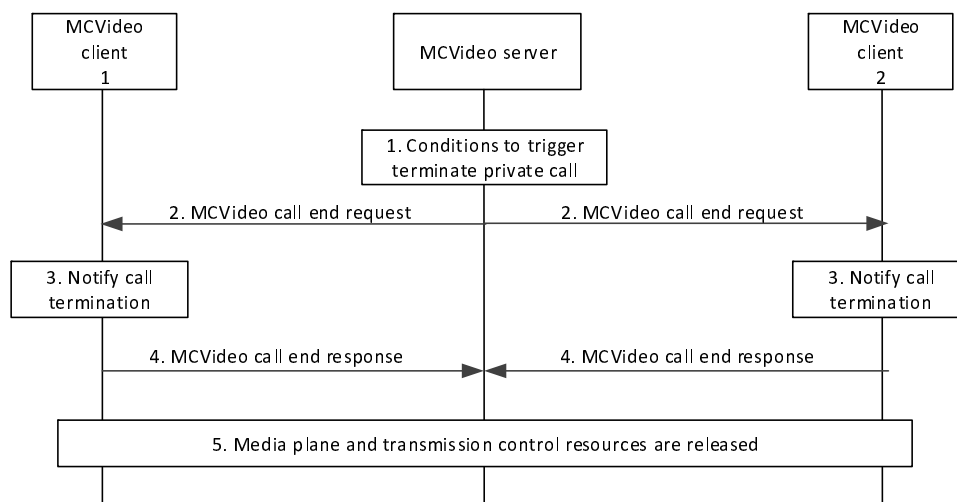 MCVideo
client
1
MCVideo server
MCVideo
client
2
1. Conditions to trigger
terminate private call
2. MCVideo call end request
2. MCVideo call end request
3. Notify call
termination
3. Notify call
termination
4. MCVideo call end response
4. MCVideo call end response
5. Media plane and transmission control resources are released